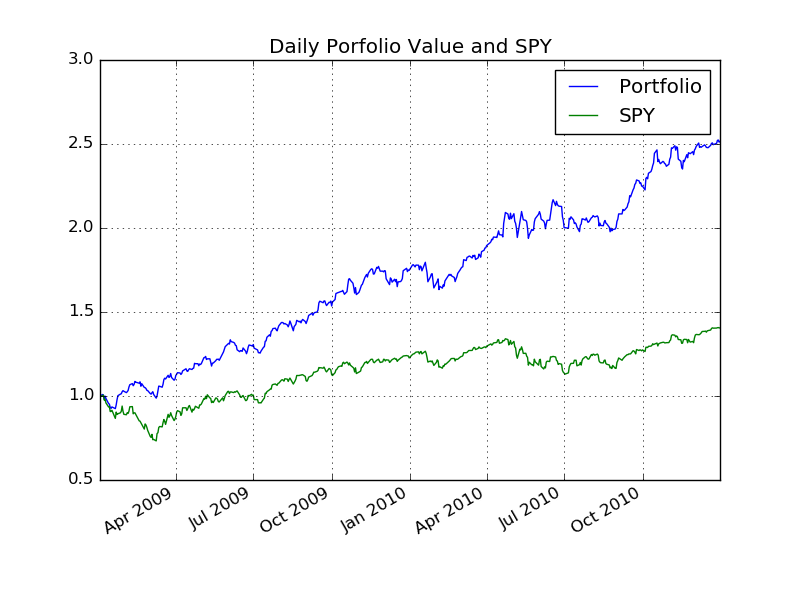 Daily Porfolio Value and SPY
3.0
2.5
2.0
1.5
1.0
0.5
Portfolio
SPY
Apr 2009
Jul 2009
Oct 2009
Jan 2010
Apr 2010
Jul 2010
Oct 2010